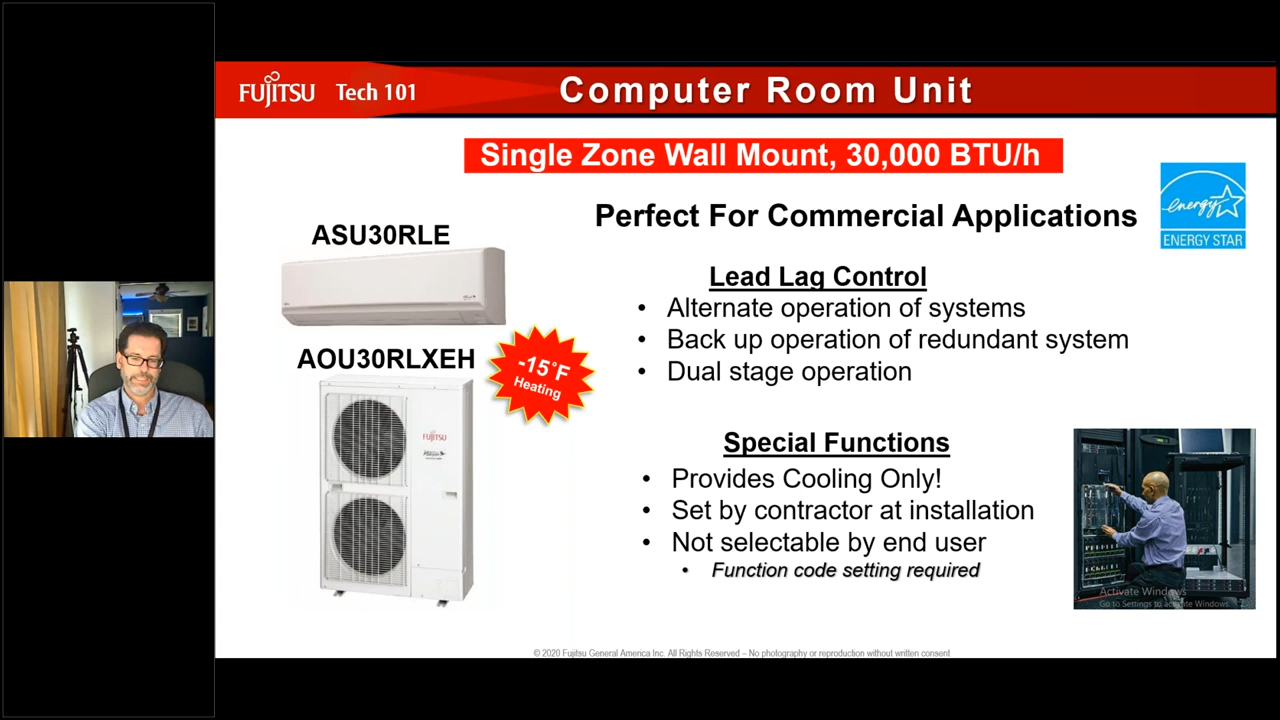 FUJITSU Tech 101
Computer Room Unit
Single Zone Wall Mount, 30,000 BTU/h
Perfect For Commercial Applications
energy
ENERGY STAR
ASU30RLE
AOU30RLXEH
-15°F
Heating
FUJITSU
Lead Lag Control
• Alternate operation of systems
• Back up operation of redundant system
• Dual stage operation
Special Functions
• Provides Cooling Only!
• Set by contractor at installation
• Not selectable by end user
• Function code setting required
Activate Windows
Go to Settings to activate Windows.
© 2020 Fujitsu General America Inc. All Rights Reserved – No photography or reproduction without written consent